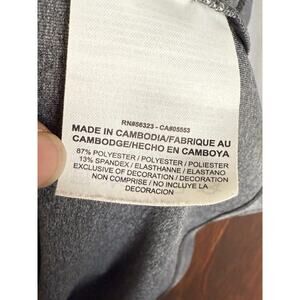 RN#56323 - CA#05553
MADE IN CAMBODIA/FABRIQUE AU
CAMBODGE/HECHO EN CAMBOYA
87% POLYESTER / POLYESTER / POLIESTER
13% SPANDEX / ELASTHANNE / ELASTANO
EXCLUSIVE OF DECORATION / DECORATION
NON COMPRISE / NO INCLUYE LA
DECORACION